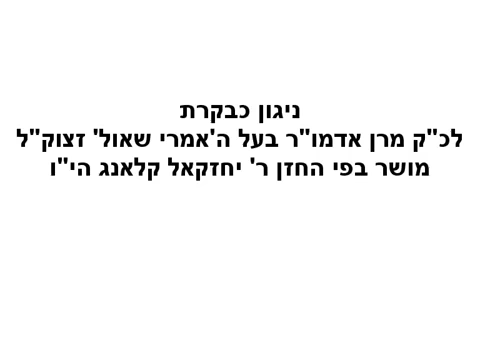 ניגון כבקרת
לכ"ק מרן אדמו"ר בעל ה'אמרי שאול' זצוק"ל
מושר בפי החזן ר' יחזקאל קלאנג הי"ו